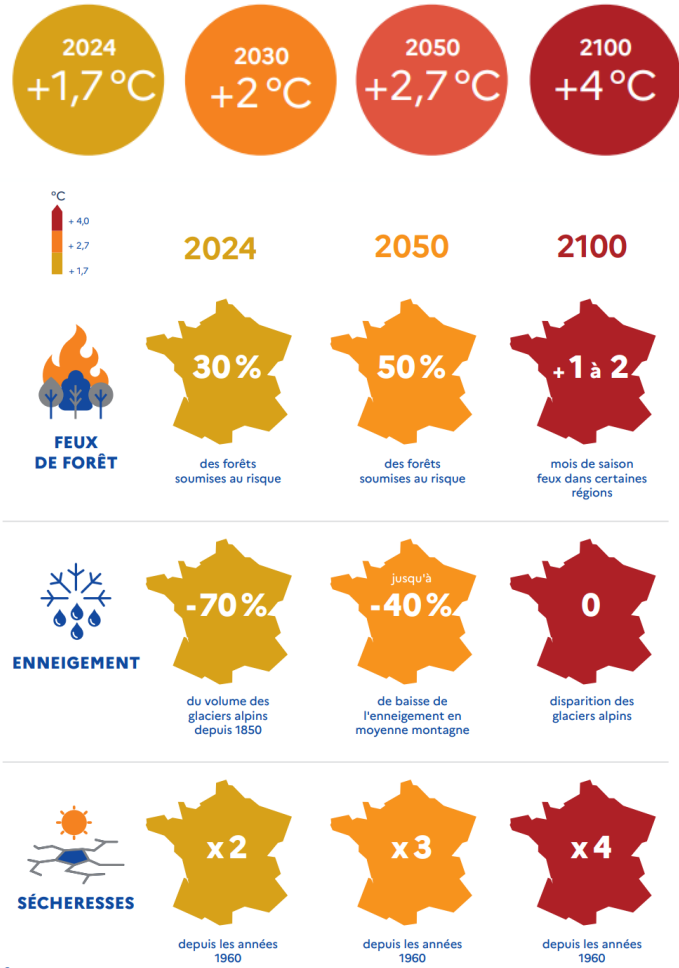 2024
+1,7 °C
2030
+2 °C
2050
+2,7 °C
2100
+4 °C
°C
+ 4,0
+ 2,7
+ 1,7
2024
2050
2100
FEUX
DE FORÊT
30 %
des forêts
soumises au risque
50 %
des forêts
soumises au risque
+ 1 à 2
mois de saison
feux dans certaines
régions
ENNEIGEMENT
-70 %
du volume des
glaciers alpins
depuis 1850
jusqu'à
-40 %
de baisse de
l'enneigement en
moyenne montagne
0
disparition des
glaciers alpins
SÉCHERESSES
x 2
depuis les années
1960
x 3
depuis les années
1960
x 4
depuis les années
1960